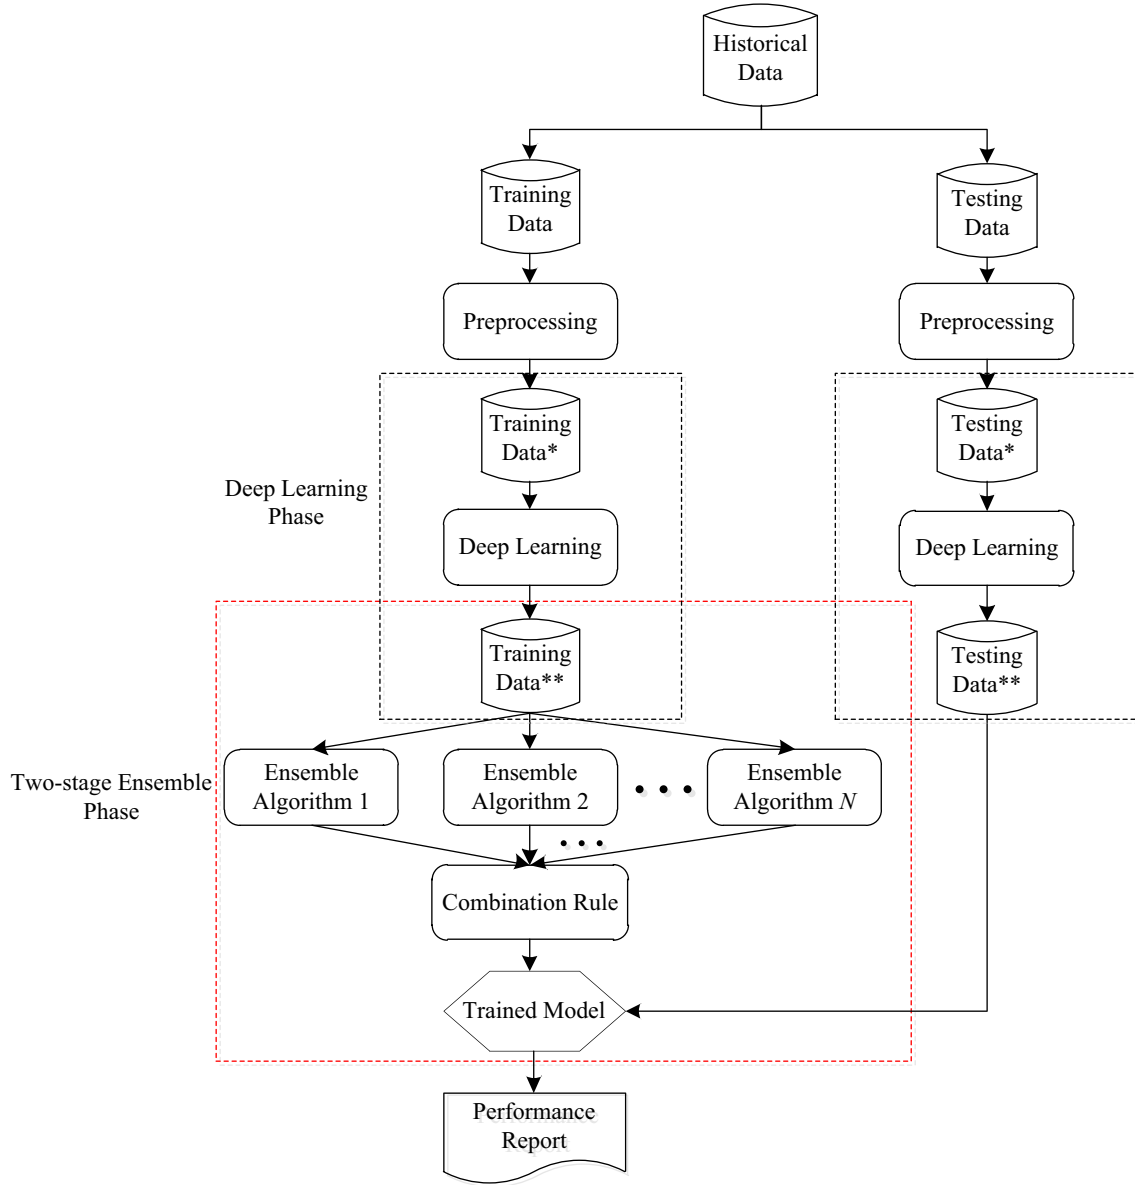 Historical
Data
Training
Data
Testing
Data
Preprocessing
Preprocessing
Training
Data*
Testing
Data*
Deep Learning
Phase
Deep Learning
Deep Learning
Training
Data**
Testing
Data**
Two-stage Ensemble
Phase
Ensemble
Algorithm 1
Ensemble
Algorithm 2
• • •
Ensemble
Algorithm N
• • •
Combination Rule
Trained Model
Performance
Report